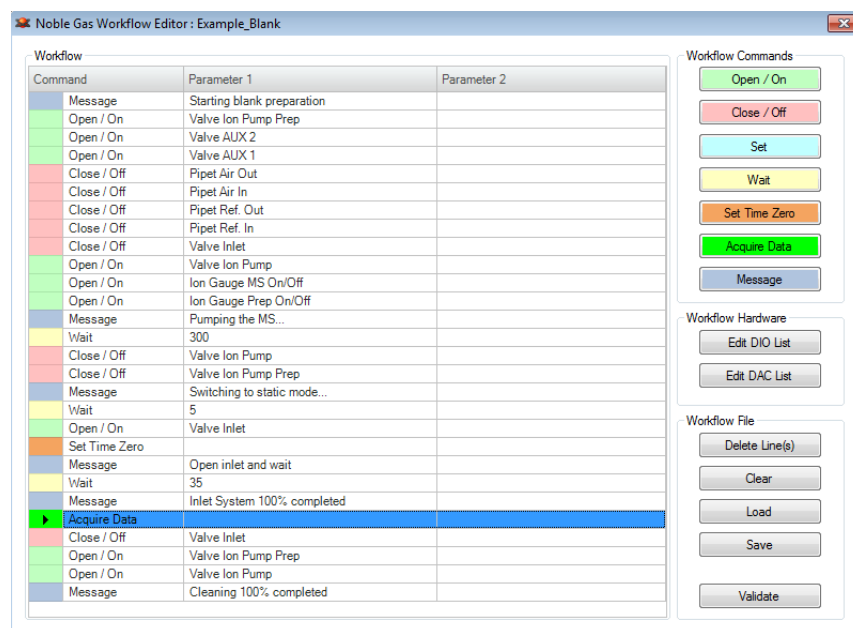 Noble Gas Workflow Editor : Example_Blank
Workflow
Command Parameter 1 Parameter 2
Message Starting blank preparation
Open / On Valve Ion Pump Prep
Open / On Valve AUX 2
Open / On Valve AUX 1
Close / Off Pipet Air Out
Close / Off Pipet Air In
Close / Off Pipet Ref. Out
Close / Off Pipet Ref. In
Close / Off Valve Inlet
Open / On Valve Ion Pump
Open / On Ion Gauge MS On/Off
Open / On Ion Gauge Prep On/Off
Message Pumping the MS...
Wait 300
Close / Off Valve Ion Pump
Close / Off Valve Ion Pump Prep
Message Switching to static mode...
Wait 5
Open / On Valve Inlet
Set Time Zero
Message Open inlet and wait
Wait 35
Message Inlet System 100% completed
Acquire Data
Close / Off Valve Inlet
Open / On Valve Ion Pump Prep
Open / On Valve Ion Pump
Message Cleaning 100% completed
Workflow Commands
Open / On
Close / Off
Set
Wait
Set Time Zero
Acquire Data
Message
Workflow Hardware
Edit DIO List
Edit DAC List
Workflow File
Delete Line(s)
Clear
Load
Save
Validate